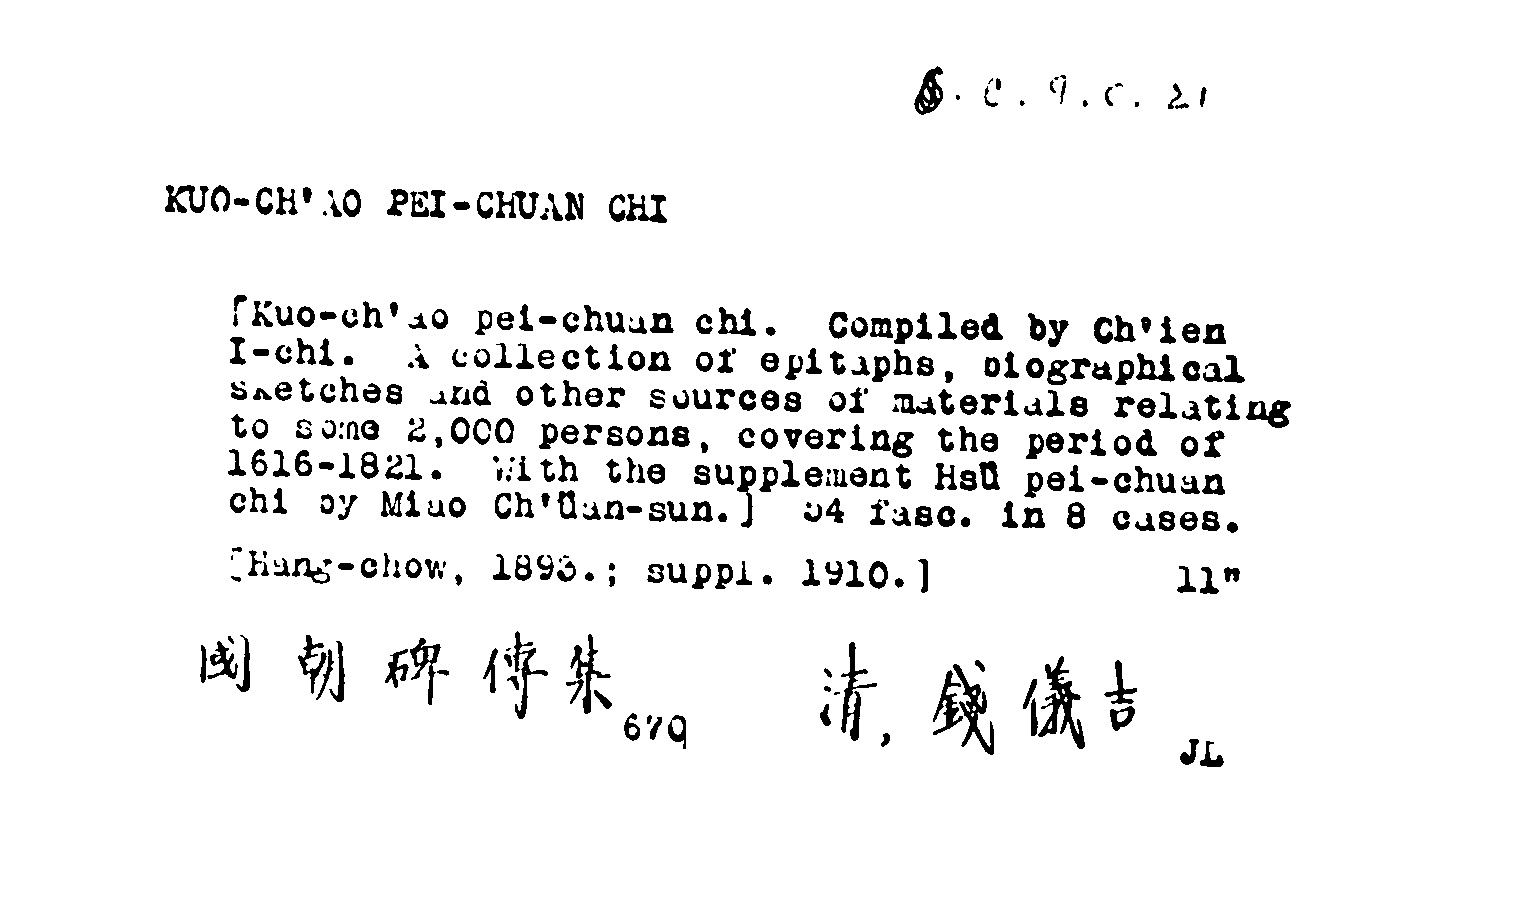 C. 9. c. 21
KUO-CH'AO PEI-CHUAN CHI
[Kuo-ch'ao pei-chuan chi. Compiled by Ch'ien
I-chi. A collection of epitaphs, biographical
sketches and other sources of materials relating
to some 2,000 persons, covering the period of
1616-1821. With the supplement Hsü pei-chuan
chi by Miao Ch'üan-sun.] 54 fasc. in 8 cases.
[Hang-chow, 1893.; suppl. 1910.] 11"
國朝碑傳集 67Q 清, 錢儀吉 JL